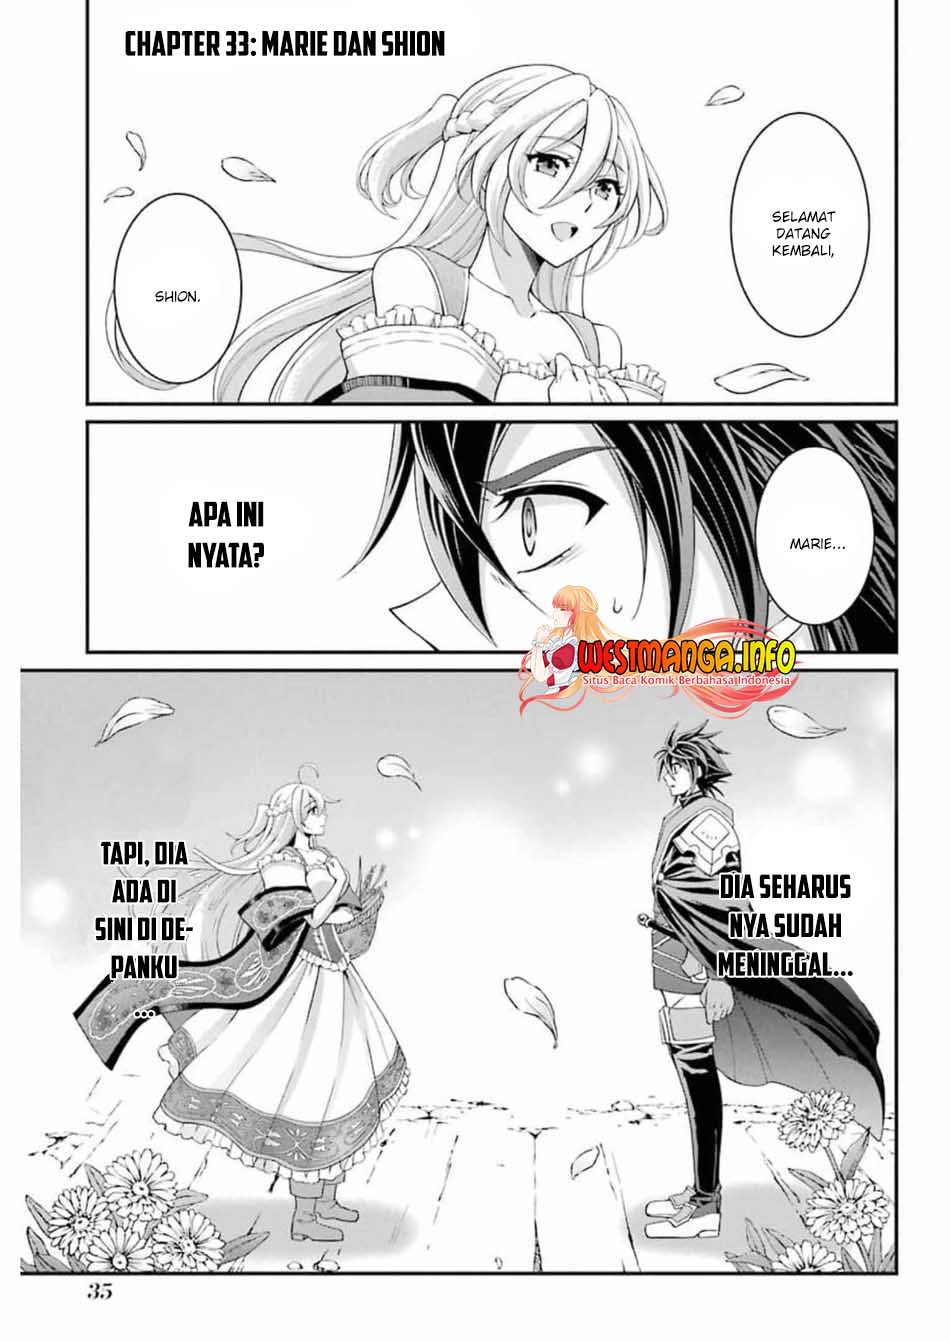 CHAPTER 33: MARIE DAN SHION
SELAMAT
DATANG
KEMBALI,
SHION.
MARIE...
APA INI
NYATA?
WESTMANGA.INFO
Situs Baca Komik Berbahasa Indonesia
DIA SEHARUS
NYA SUDAH
MENINGGAL...
TAPI, DIA
ADA DI
SINI DI DE-
PANKU
...
35